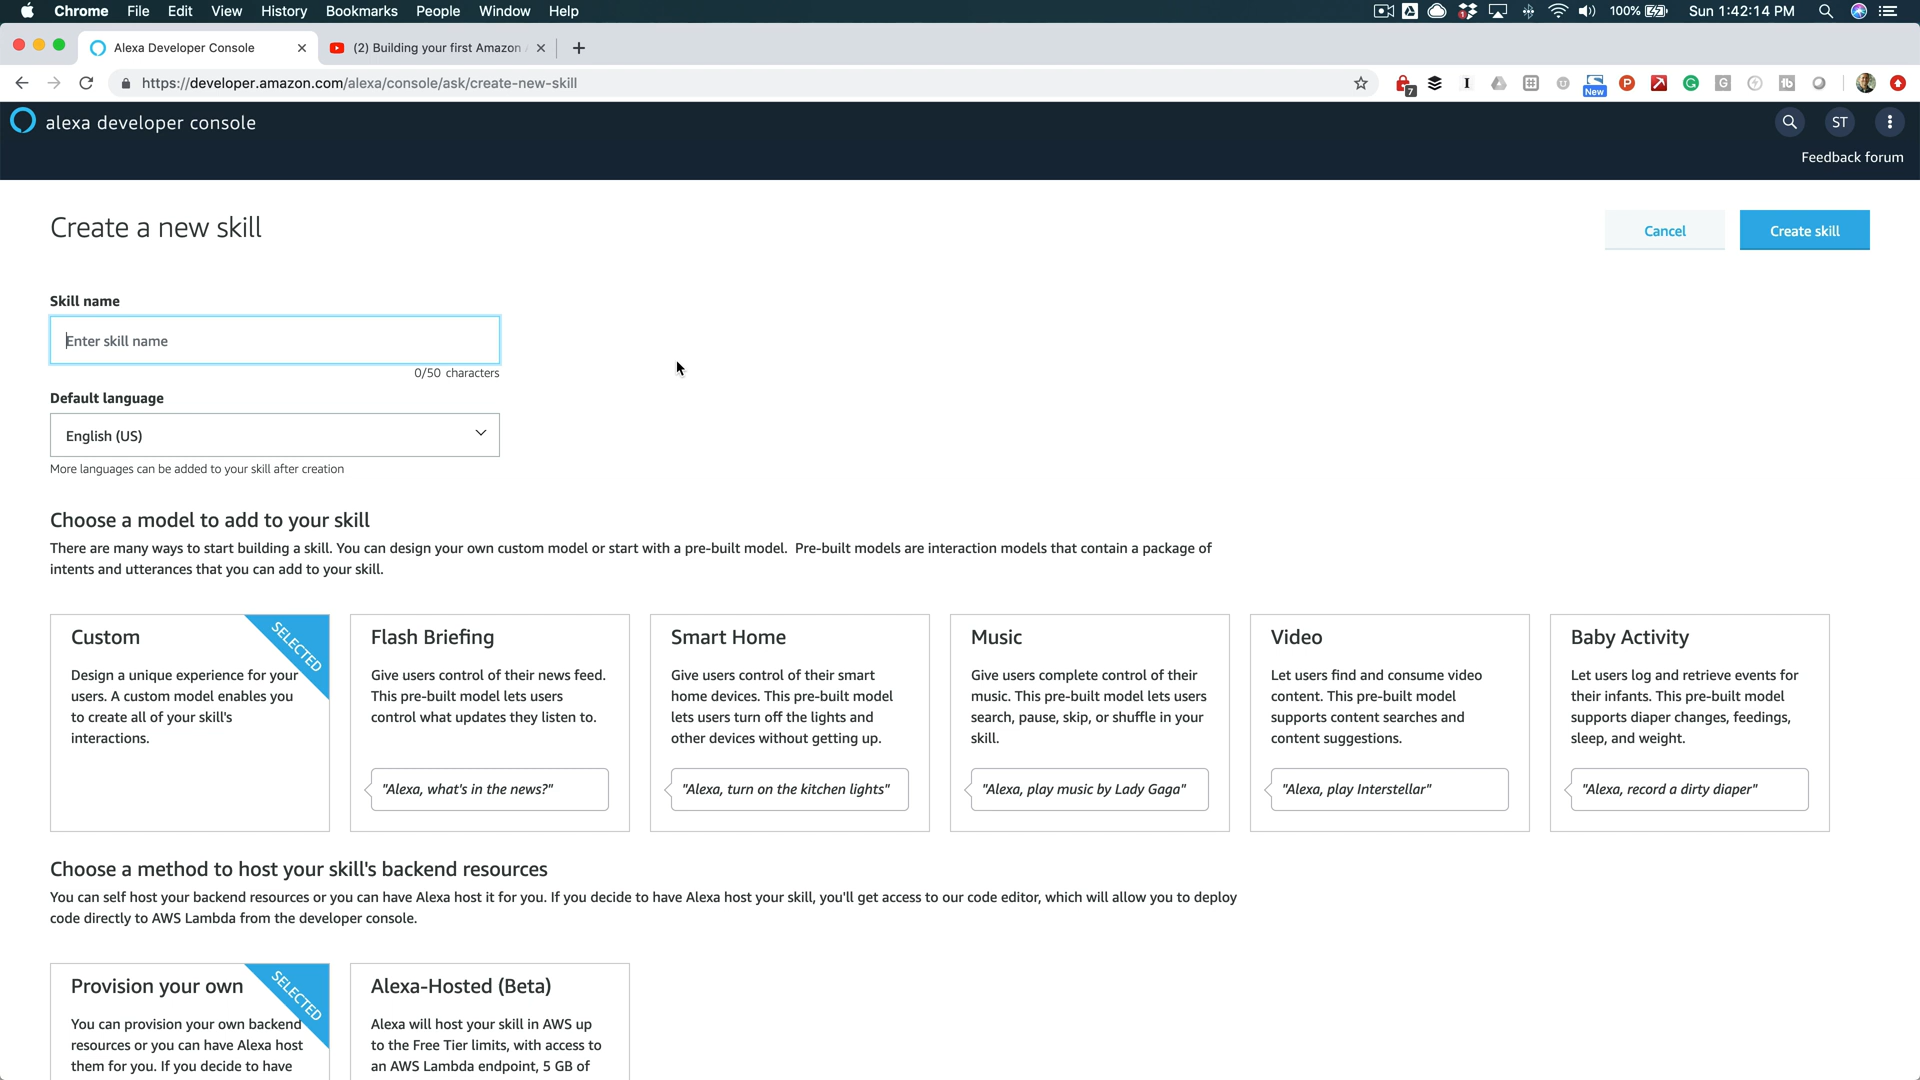 Chrome File Edit View History Bookmarks People Window Help 100% Sun 1:42:14 PM
Alexa Developer Console (2) Building your first Amazon
https://developer.amazon.com/alexa/console/ask/create-new-skill 7 New
alexa developer console ST
Feedback forum
Create a new skill Cancel Create skill
Skill name
Enter skill name
0/50 characters
Default language
English (US)
More languages can be added to your skill after creation
Choose a model to add to your skill
There are many ways to start building a skill. You can design your own custom model or start with a pre-built model. Pre-built models are interaction models that contain a package of
intents and utterances that you can add to your skill.
Custom
SELECTED
Design a unique experience for your
users. A custom model enables you
to create all of your skill's
interactions.
Flash Briefing
Give users control of their news feed.
This pre-built model lets users
control what updates they listen to.
"Alexa, what's in the news?"
Smart Home
Give users control of their smart
home devices. This pre-built model
lets users turn off the lights and
other devices without getting up.
"Alexa, turn on the kitchen lights"
Music
Give users complete control of their
music. This pre-built model lets users
search, pause, skip, or shuffle in your
skill.
"Alexa, play music by Lady Gaga"
Video
Let users find and consume video
content. This pre-built model
supports content searches and
content suggestions.
"Alexa, play Interstellar"
Baby Activity
Let users log and retrieve events for
their infants. This pre-built model
supports diaper changes, feedings,
sleep, and weight.
"Alexa, record a dirty diaper"
Choose a method to host your skill's backend resources
You can self host your backend resources or you can have Alexa host it for you. If you decide to have Alexa host your skill, you'll get access to our code editor, which will allow you to deploy
code directly to AWS Lambda from the developer console.
Provision your own
SELECTED
You can provision your own backend
resources or you can have Alexa host
them for you. If you decide to have
Alexa-Hosted (Beta)
Alexa will host your skill in AWS up
to the Free Tier limits, with access to
an AWS Lambda endpoint, 5 GB of